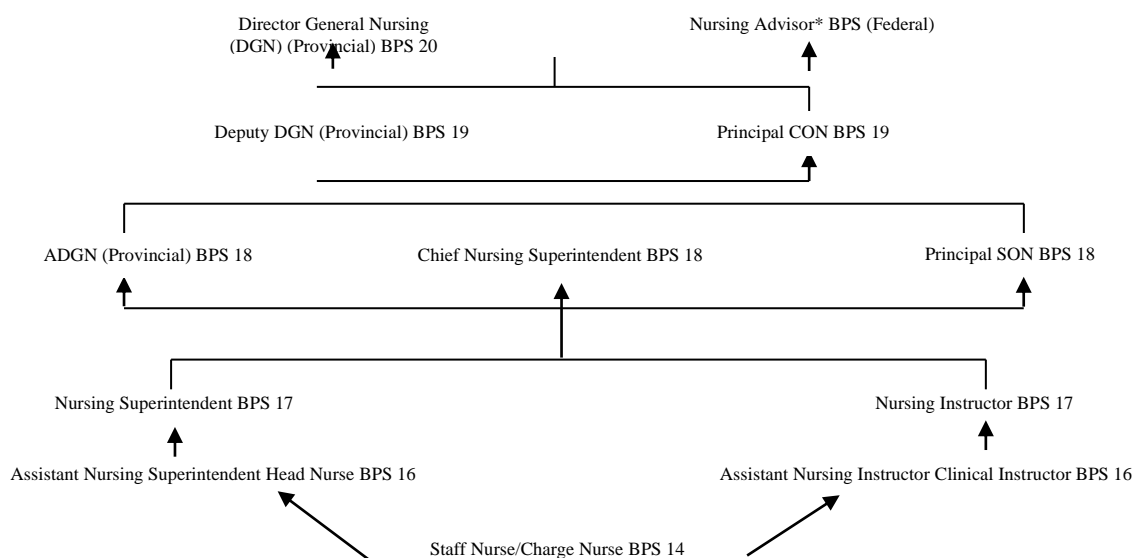 Director General Nursing
(DGN) (Provincial) BPS 20
Nursing Advisor* BPS (Federal)
Deputy DGN (Provincial) BPS 19
Principal CON BPS 19
ADGN (Provincial) BPS 18
Chief Nursing Superintendent BPS 18
Principal SON BPS 18
Nursing Superintendent BPS 17
Nursing Instructor BPS 17
Assistant Nursing Superintendent Head Nurse BPS 16
Assistant Nursing Instructor Clinical Instructor BPS 16
Staff Nurse/Charge Nurse BPS 14